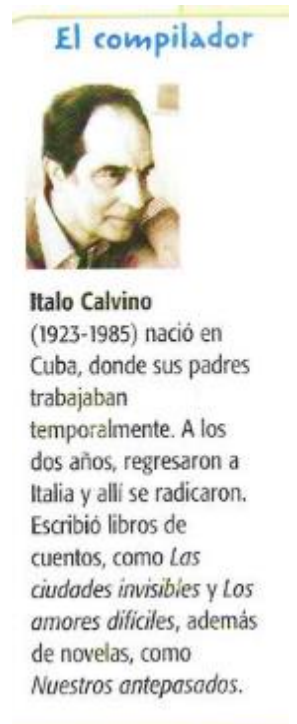 El compilador
Italo Calvino
(1923-1985) nació en
Cuba, donde sus padres
trabajaban
temporalmente. A los
dos años, regresaron a
Italia y allí se radicaron.
Escribió libros de
cuentos, como Las
ciudades invisibles y Los
amores difíciles, además
de novelas, como
Nuestros antepasados.